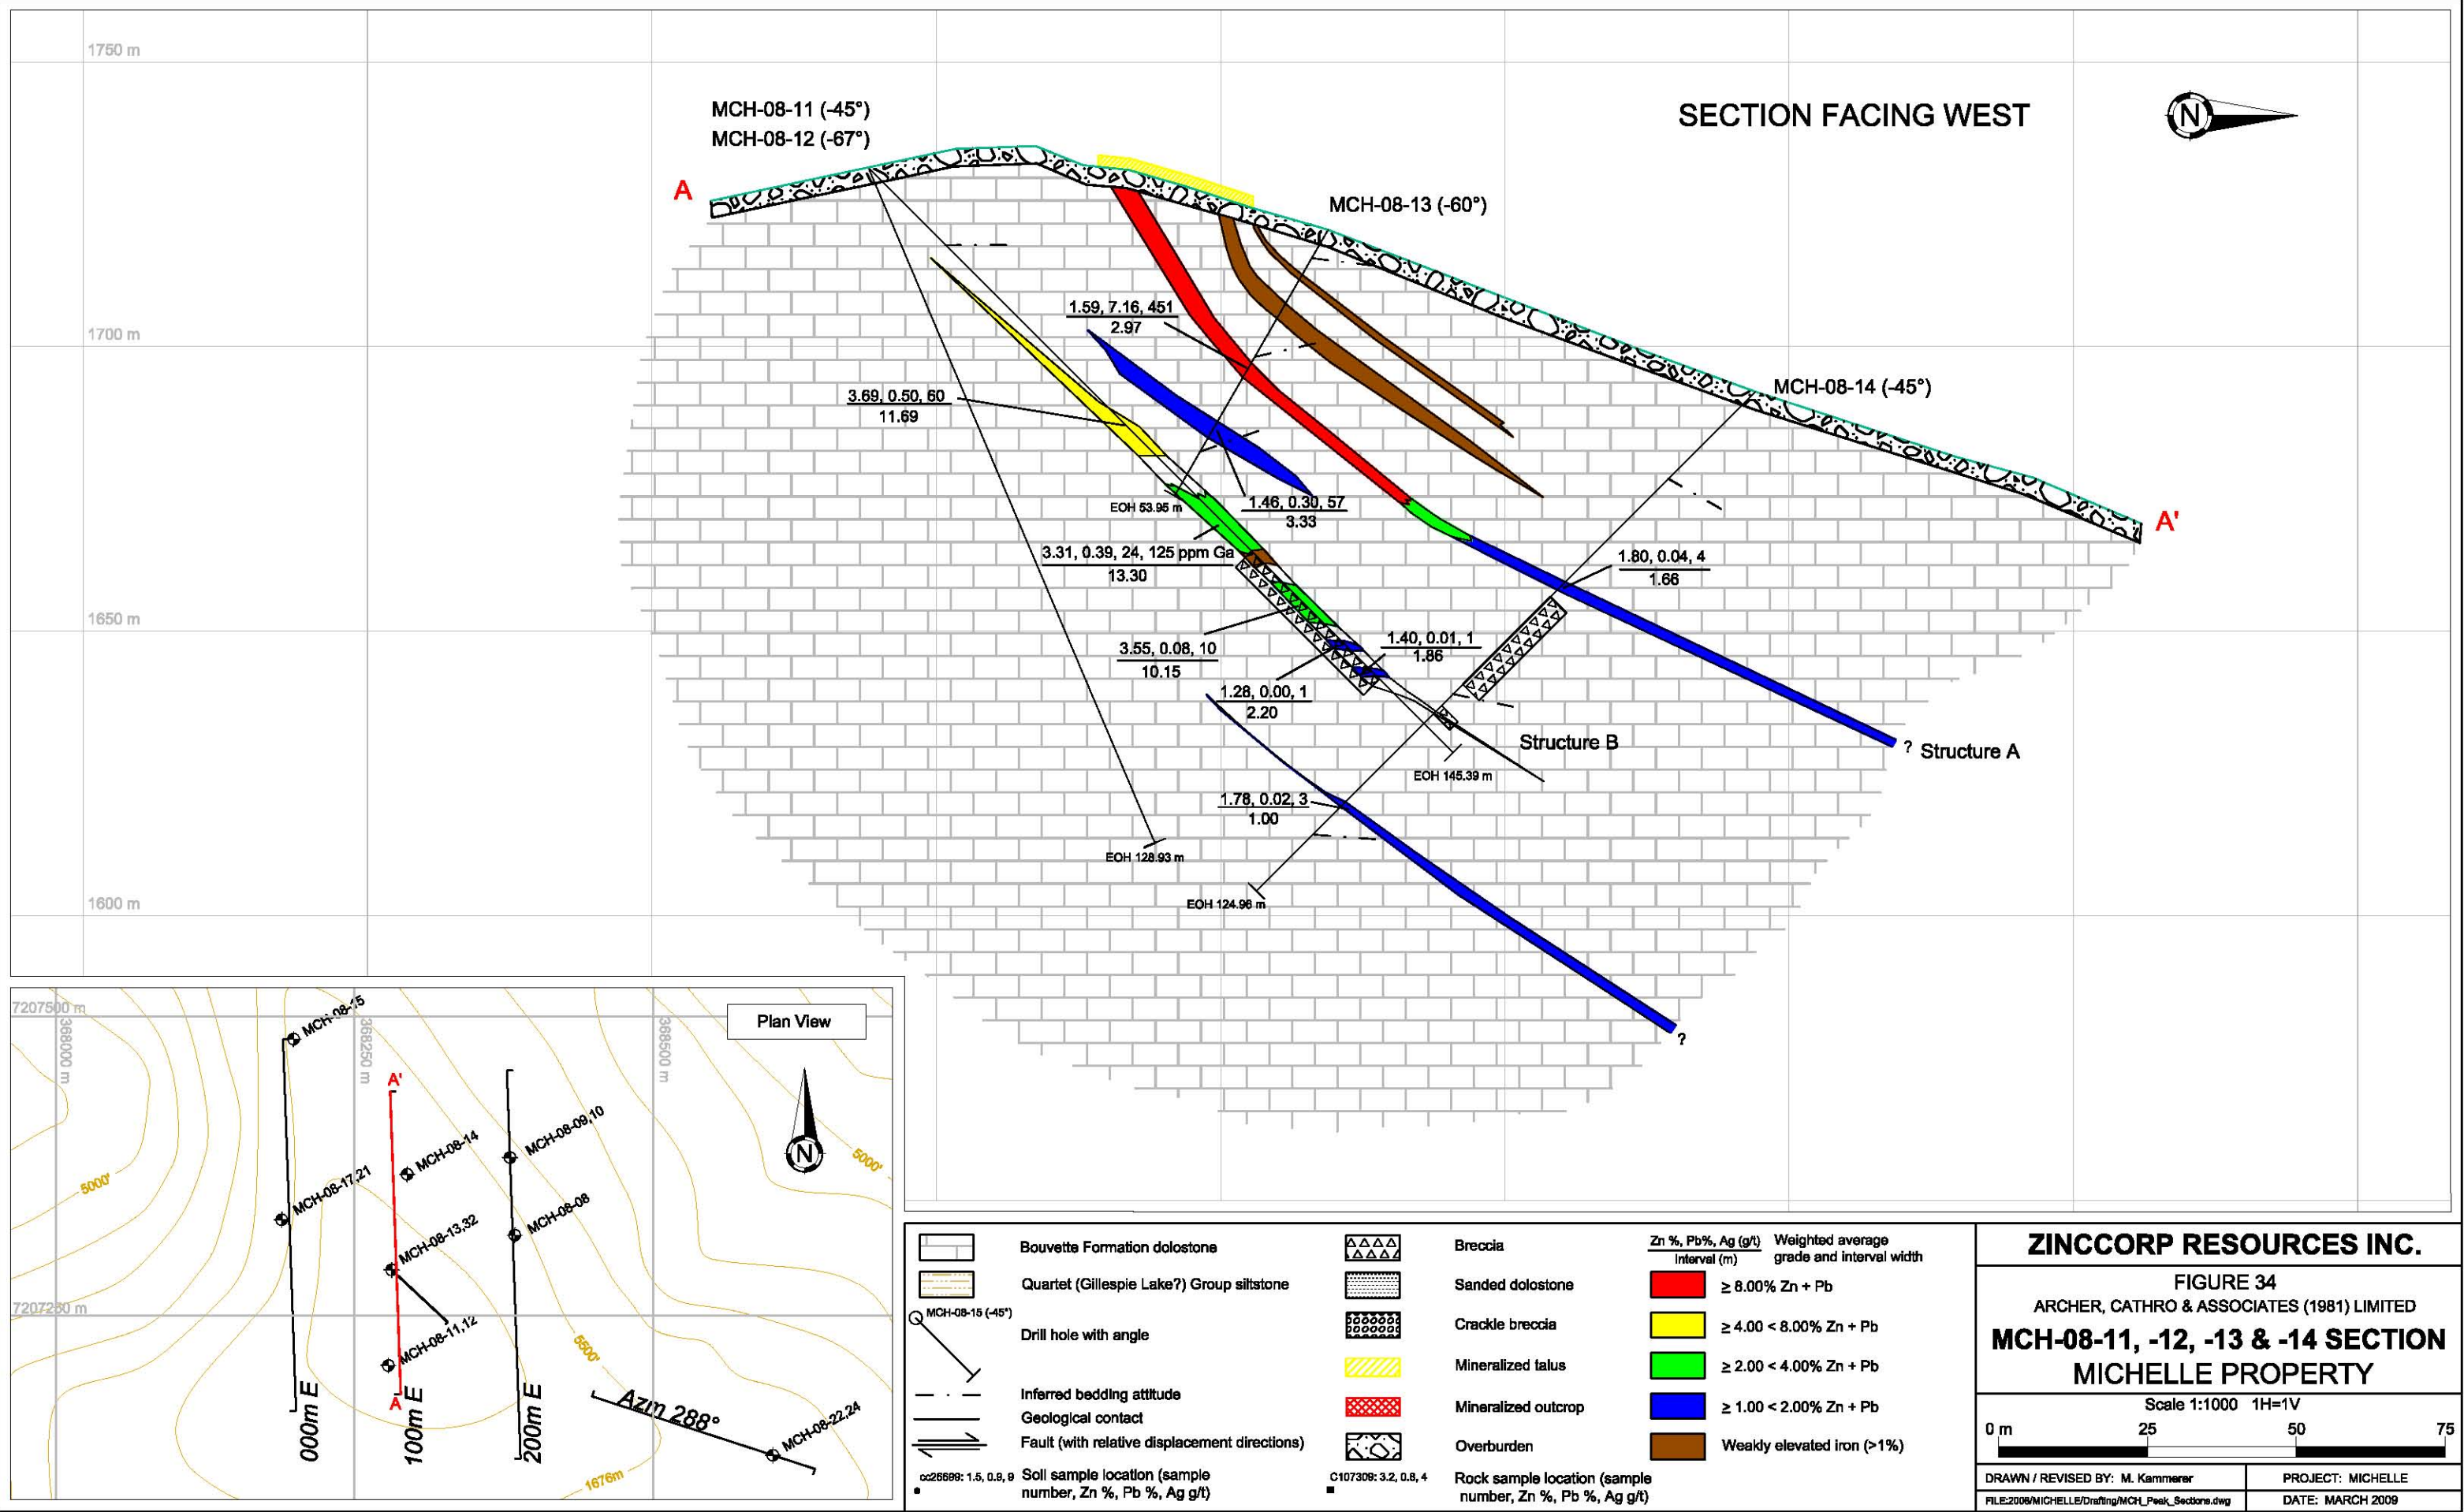 1750 m
MCH-08-11 (-45°)
MCH-08-12 (-67°)
SECTION FACING WEST
N
A
MCH-08-13 (-60°)
1.59, 7.16, 451
2.97
1700 m
3.69, 0.50, 60
11.69
MCH-08-14 (-45°)
EOH 53.95 m
1.46, 0.30, 57
3.33
A'
3.31, 0.39, 24, 125 ppm Ga
13.30
1.80, 0.04, 4
1.66
1650 m
3.55, 0.08, 10
10.15
1.40, 0.01, 1
1.86
1.28, 0.00, 1
2.20
Structure B
? Structure A
EOH 145.39 m
1.78, 0.02, 3
1.00
EOH 128.93 m
1600 m
EOH 124.96 m
?
Plan View
7207500 m
368000 m
368250 m
368500 m
MCH-08-15
A'
MCH-08-09,10
MCH-08-14
N
5000'
5000'
MCH-08-17,21
MCH-08-08
MCH-08-13,32
7207250 m
MCH-08-11,12
5500'
A
000m E
100m E
200m E
Azm 288°
MCH-08-22,24
1676m
Bouvette Formation dolostone
Quartet (Gillespie Lake?) Group siltstone
MCH-08-15 (-45°)
Drill hole with angle
Inferred bedding attitude
Geological contact
Fault (with relative displacement directions)
Soil sample location (sample
number, Zn %, Pb %, Ag g/t)
Breccia
Sanded dolostone
Crackle breccia
Mineralized talus
Mineralized outcrop
Overburden
C107309: 3.2, 0.8, 4
Rock sample location (sample
number, Zn %, Pb %, Ag g/t)
Zn %, Pb%, Ag (g/t)
Interval (m)
Weighted average
grade and interval width
≥ 8.00% Zn + Pb
≥ 4.00 < 8.00% Zn + Pb
≥ 2.00 < 4.00% Zn + Pb
≥ 1.00 < 2.00% Zn + Pb
Weakly elevated iron (>1%)
ZINCCORP RESOURCES INC.
FIGURE 34
ARCHER, CATHRO & ASSOCIATES (1981) LIMITED
MCH-08-11, -12, -13 & -14 SECTION
MICHELLE PROPERTY
Scale 1:1000 1H=1V
0 m 25 50 75
DRAWN / REVISED BY: M. Kammerer
PROJECT: MICHELLE
FILE:2008/MICHELLE/Drafting/MCH_Peak_Sections.dwg
DATE: MARCH 2009